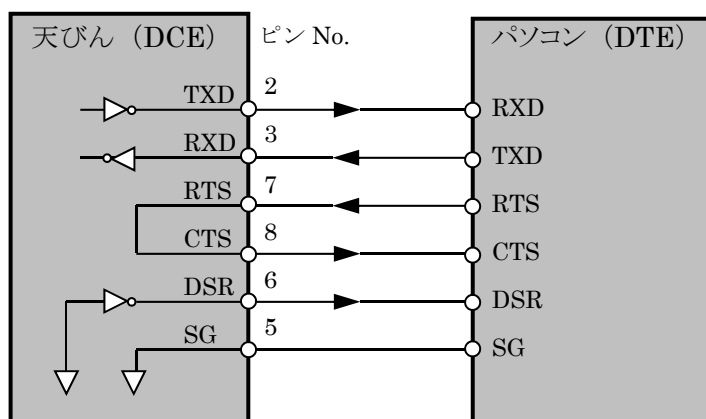 天びん（DCE） ピン No. パソコン（DTE）
TXD 2 RXD
RXD 3 TXD
RTS 7 RTS
CTS 8 CTS
DSR 6 DSR
SG 5 SG